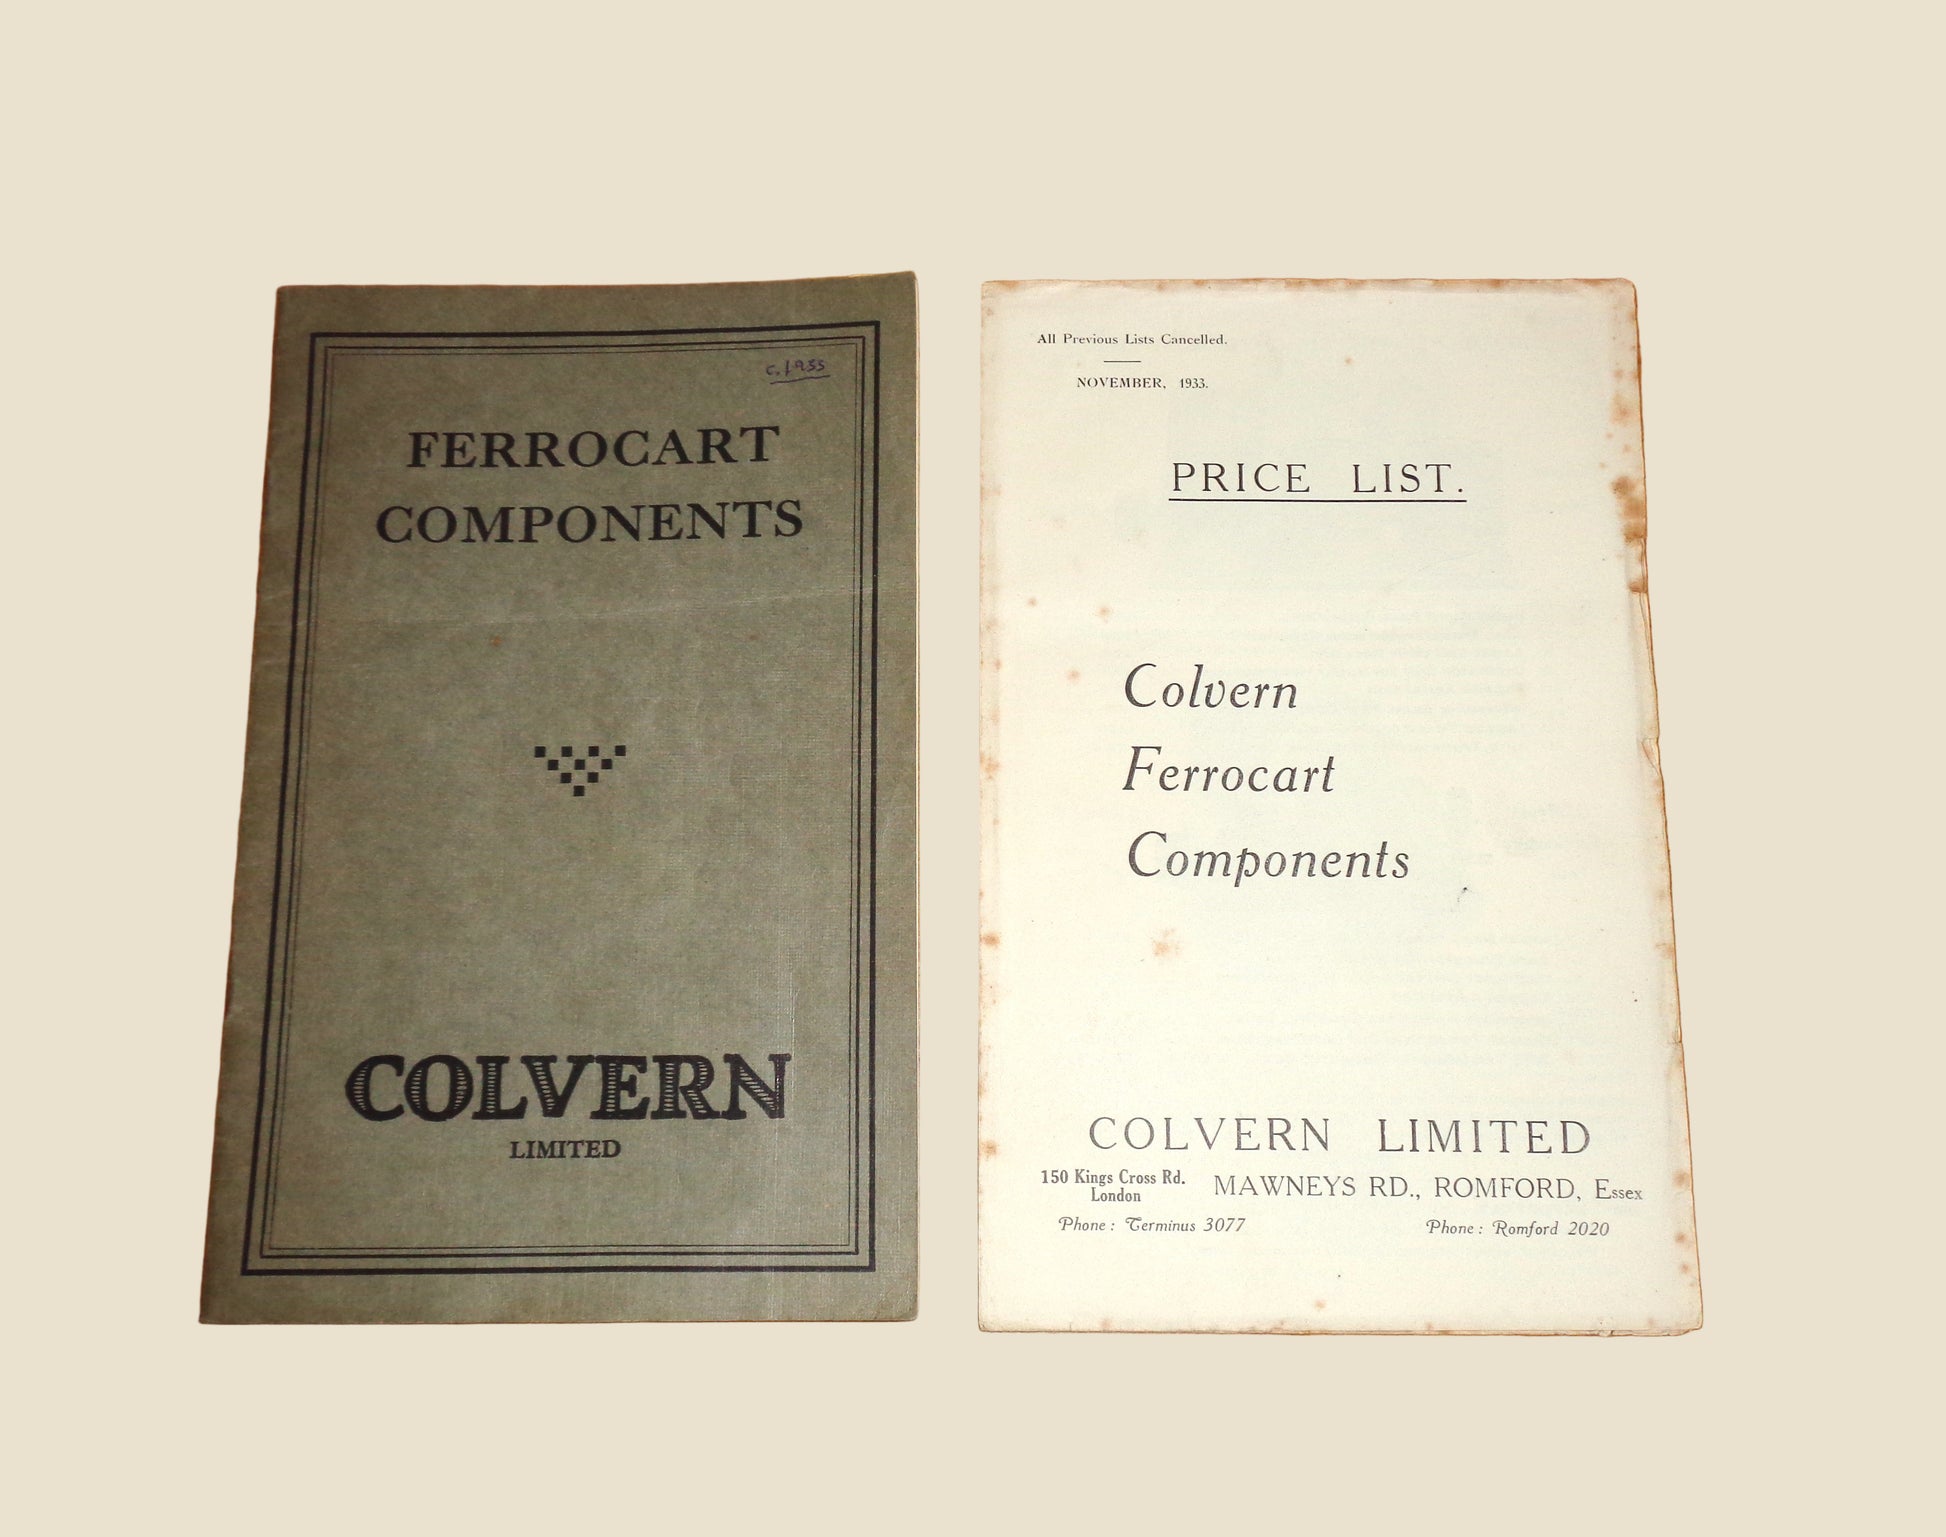 c. 1933
FERROCART
COMPONENTS
COLVERN
LIMITED
All Previous Lists Cancelled.
NOVEMBER, 1933.
PRICE LIST.
Colvern
Ferrocart
Components
COLVERN LIMITED
150 Kings Cross Rd.
London
MAWNEYS RD., ROMFORD, Essex
Phone : Terminus 3077
Phone : Romford 2020